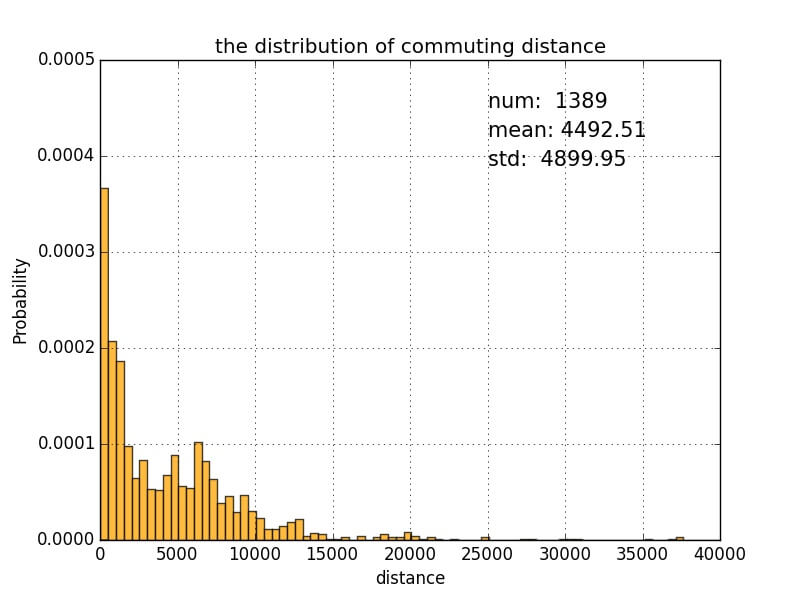 the distribution of commuting distance
0.0005
num: 1389
mean: 4492.51
0.0004
std: 4899.95
0.0003
Probability
0.0002
0.0001
0.0000
0 5000 10000 15000 20000 25000 30000 35000 40000
distance